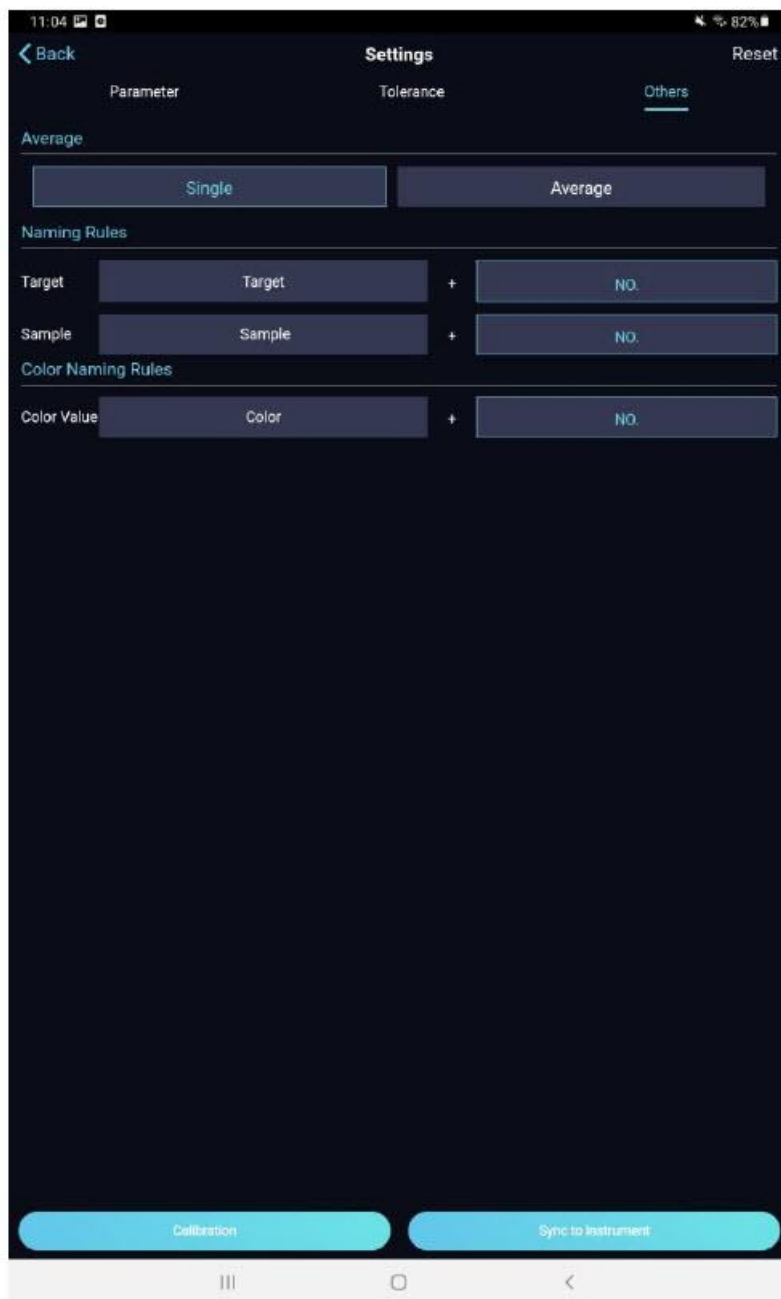 11:04 82%
Back Settings Reset
Parameter Tolerance Others
Average
Single Average
Naming Rules
Target Target + NO.
Sample Sample + NO.
Color Naming Rules
Color Value Color + NO.
Calibration Sync to Instrument